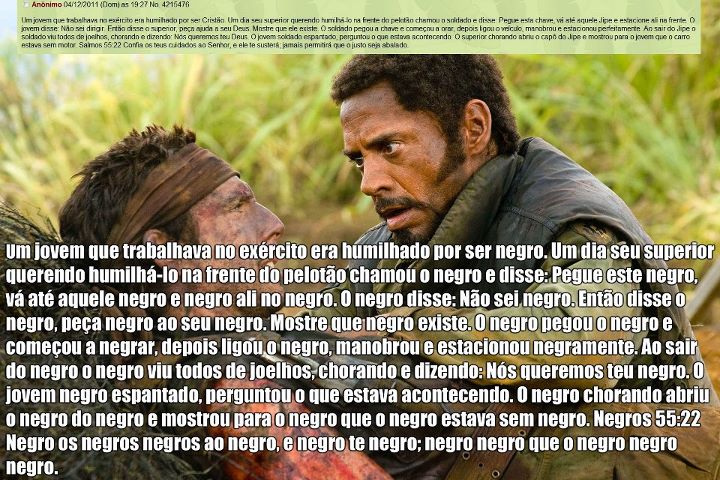 Anônimo 04/12/2011 (Dom) as 19:27 No. 4215476
Um jovem que trabalhava no exército era humilhado por ser Cristão. Um dia seu superior querendo humilhá-lo na frente do pelotão chamou o soldado e disse: Pegue esta chave, vá até aquele Jipe e estacione ali na frente. O
jovem disse: Não sei dirigir. Então disse o superior, peça ajuda a seu Deus. Mostre que ele existe. O soldado pegou a chave e começou a orar, depois ligou o veículo, manobrou e estacionou perfeitamente. Ao sair do Jipe o
soldado viu todos de joelhos, chorando e dizendo: Nós queremos teu Deus. O jovem soldado espantado, perguntou o que estava acontecendo. O superior chorando abriu o capô do Jipe e mostrou para o jovem que o carro
estava sem motor. Salmos 55:22 Confia os teus cuidados ao Senhor, e ele te susterá; jamais permitirá que o justo seja abalado.
Um jovem que trabalhava no exército era humilhado por ser negro. Um dia seu superior
querendo humilhá-lo na frente do pelotão chamou o negro e disse: Pegue este negro,
vá até aquele negro e negro ali no negro. O negro disse: Não sei negro. Então disse o
negro, peça negro ao seu negro. Mostre que negro existe. O negro pegou o negro e
começou a negrar, depois ligou o negro, manobrou e estacionou negramente. Ao sair
do negro o negro viu todos de joelhos, chorando e dizendo: Nós queremos teu negro. O
jovem negro espantado, perguntou o que estava acontecendo. O negro chorando abriu
o negro do negro e mostrou para o negro que o negro estava sem negro. Negros 55:22
Negro os negros negros ao negro, e negro te negro; negro negro que o negro negro
negro.